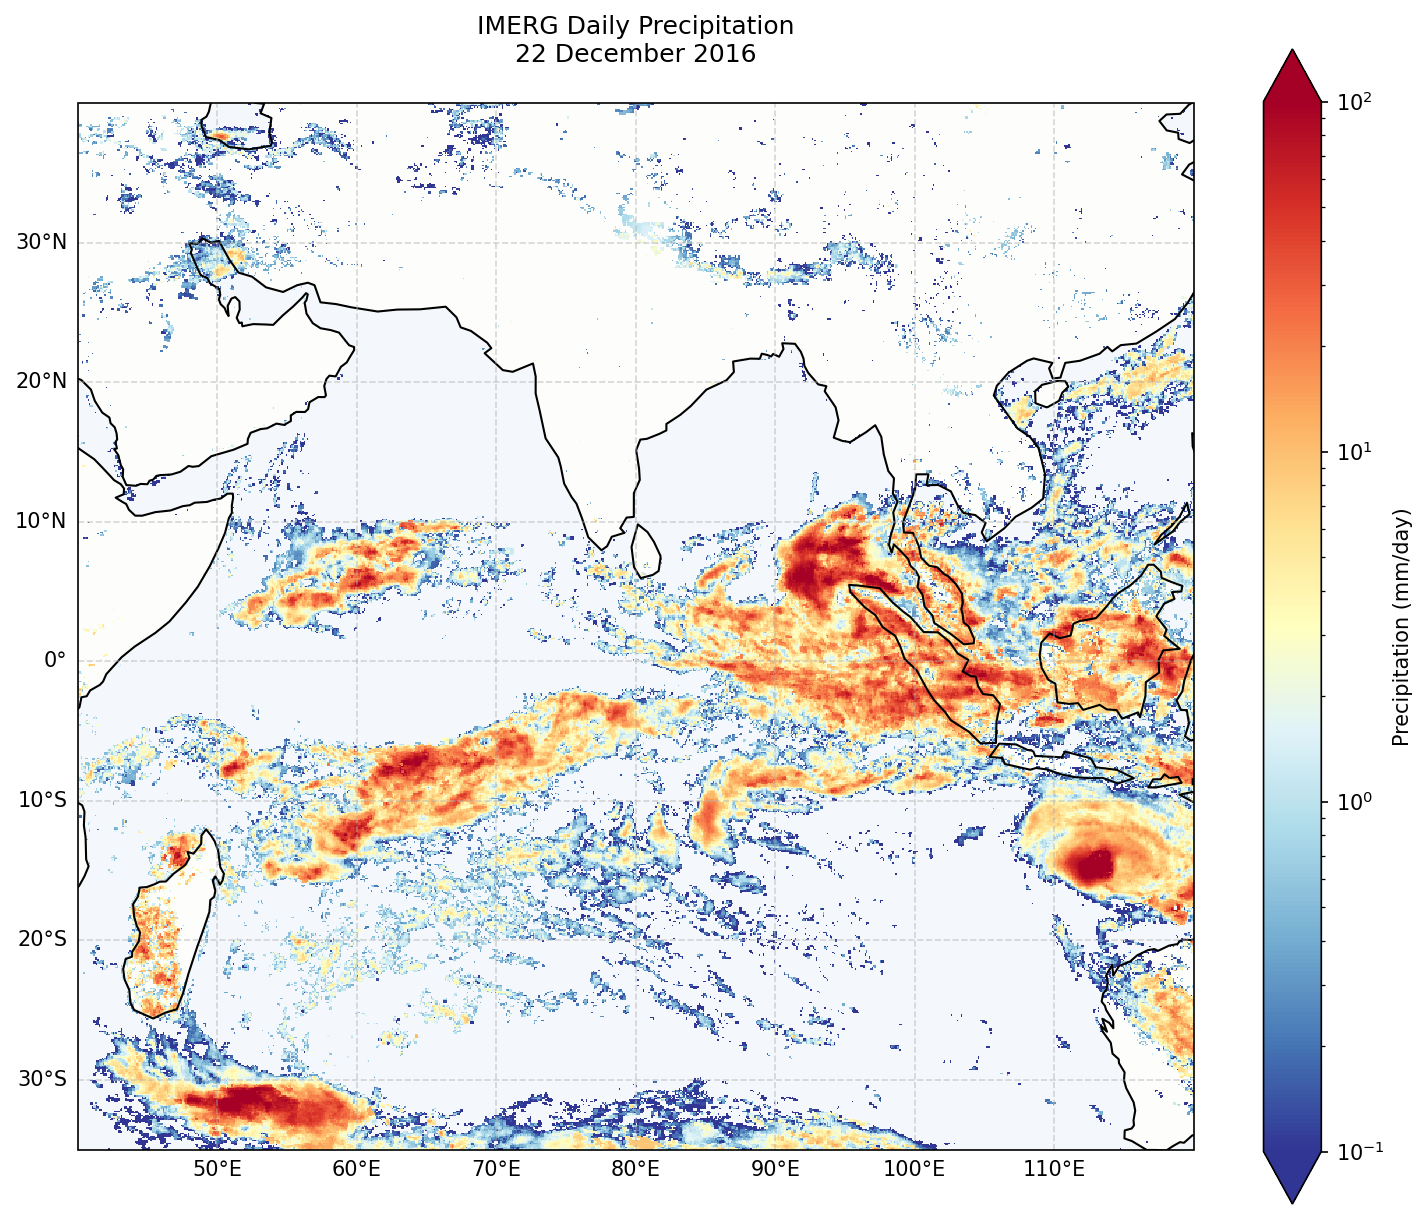 IMERG Daily Precipitation
22 December 2016
30°N
20°N
10°N
0°
10°S
20°S
30°S
50°E
60°E
70°E
80°E
90°E
100°E
110°E
10²
10¹
10⁰
10⁻¹
Precipitation (mm/day)